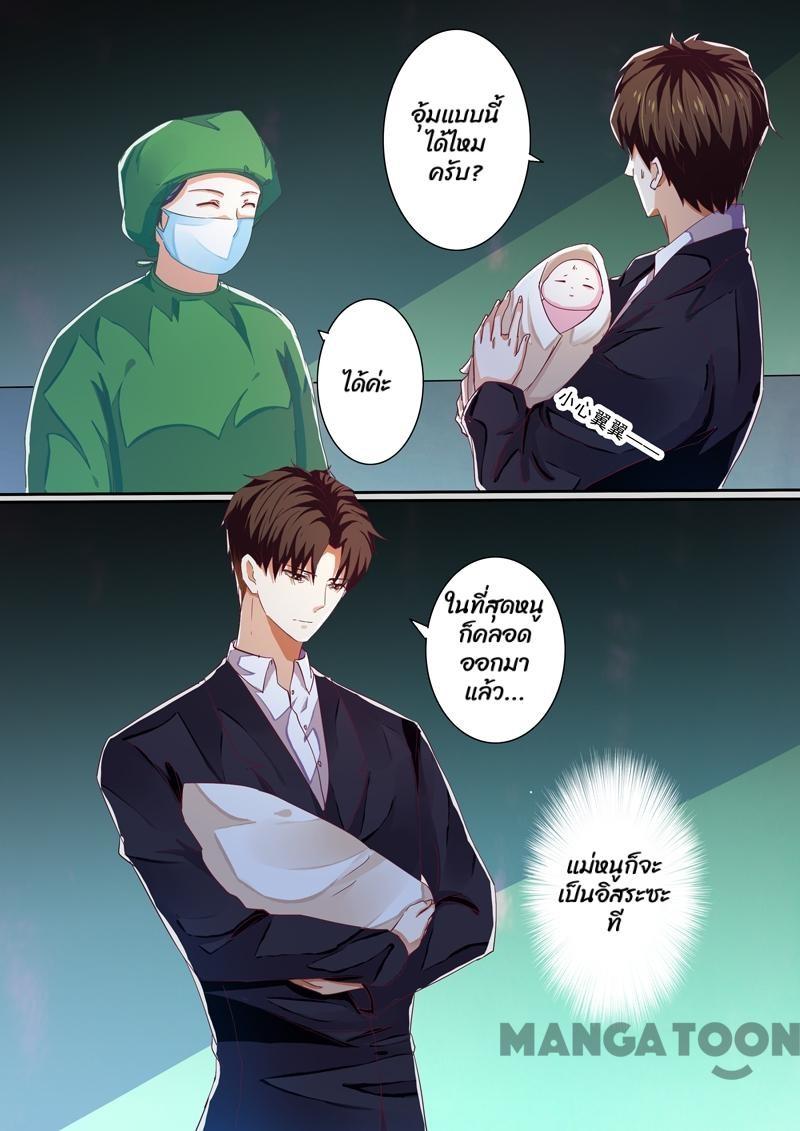 อุ้มแบบนี้
ได้ไหม
ครับ?
ได้ค่ะ
小心翼翼——
ในที่สุดหนู
ก็คลอด
ออกมา
แล้ว...
แม่หนูก็จะ
เป็นอิสระซะ
ที
MANGA TOON